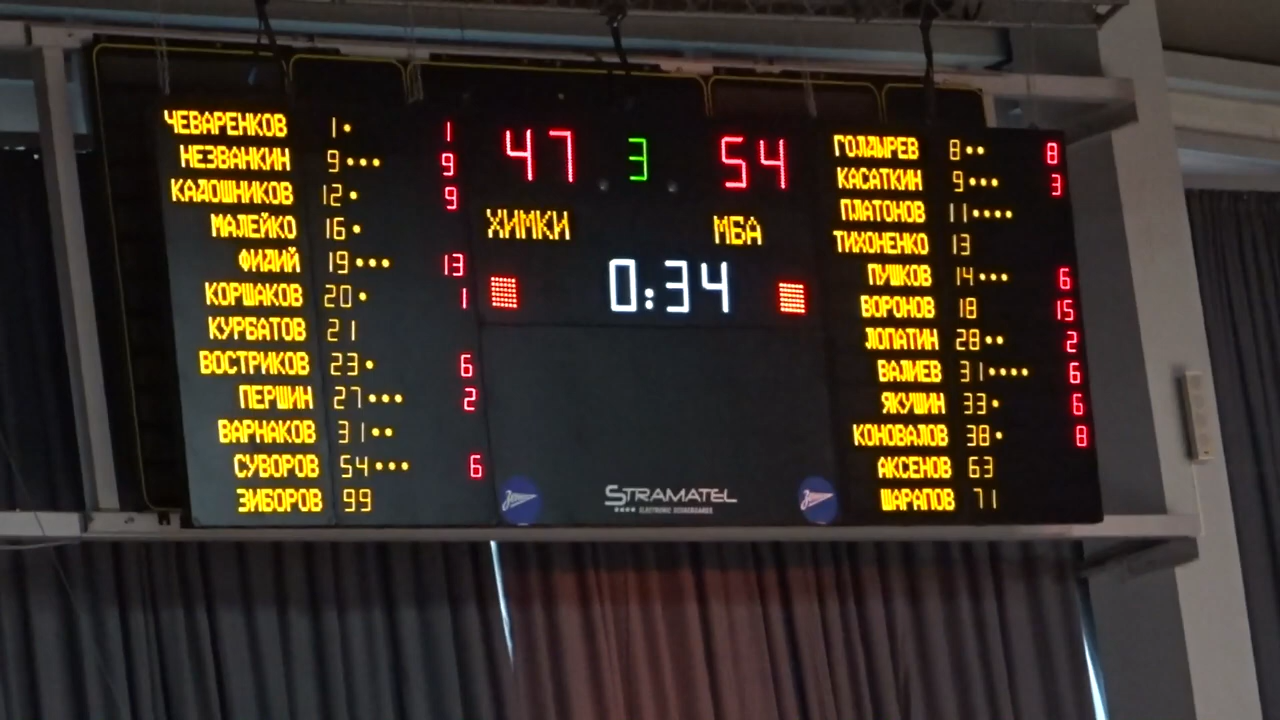 ЧЕВАРЕНКОВ 1• 1
НЕЗВАНКИН 9••• 9
КАДОШНИКОВ 12• 9
МАЛЕЙКО 16•
ФИДИЙ 19••• 13
КОРШАКОВ 20• 1
КУРБАТОВ 21
ВОСТРИКОВ 23• 6
ПЕРШИН 27••• 2
ВАРНАКОВ 31••
СУВОРОВ 54••• 6
ЗИБОРОВ 99
47 3 54
ХИМКИ МБА
0:34
STRAMATEL
ELECTRONIC SCOREBOARDS
ГОЛДЫРЕВ 8•• 8
КАСАТКИН 9••• 3
ПЛАТОНОВ 11••••
ТИХОНЕНКО 13
ПУШКОВ 14••• 6
ВОРОНОВ 18 15
ЛОПАТИН 28•• 2
ВАЛИЕВ 31•••• 6
ЯКУШИН 33• 6
КОНОВАЛОВ 38• 8
АКСЕНОВ 63
ШАРАПОВ 71